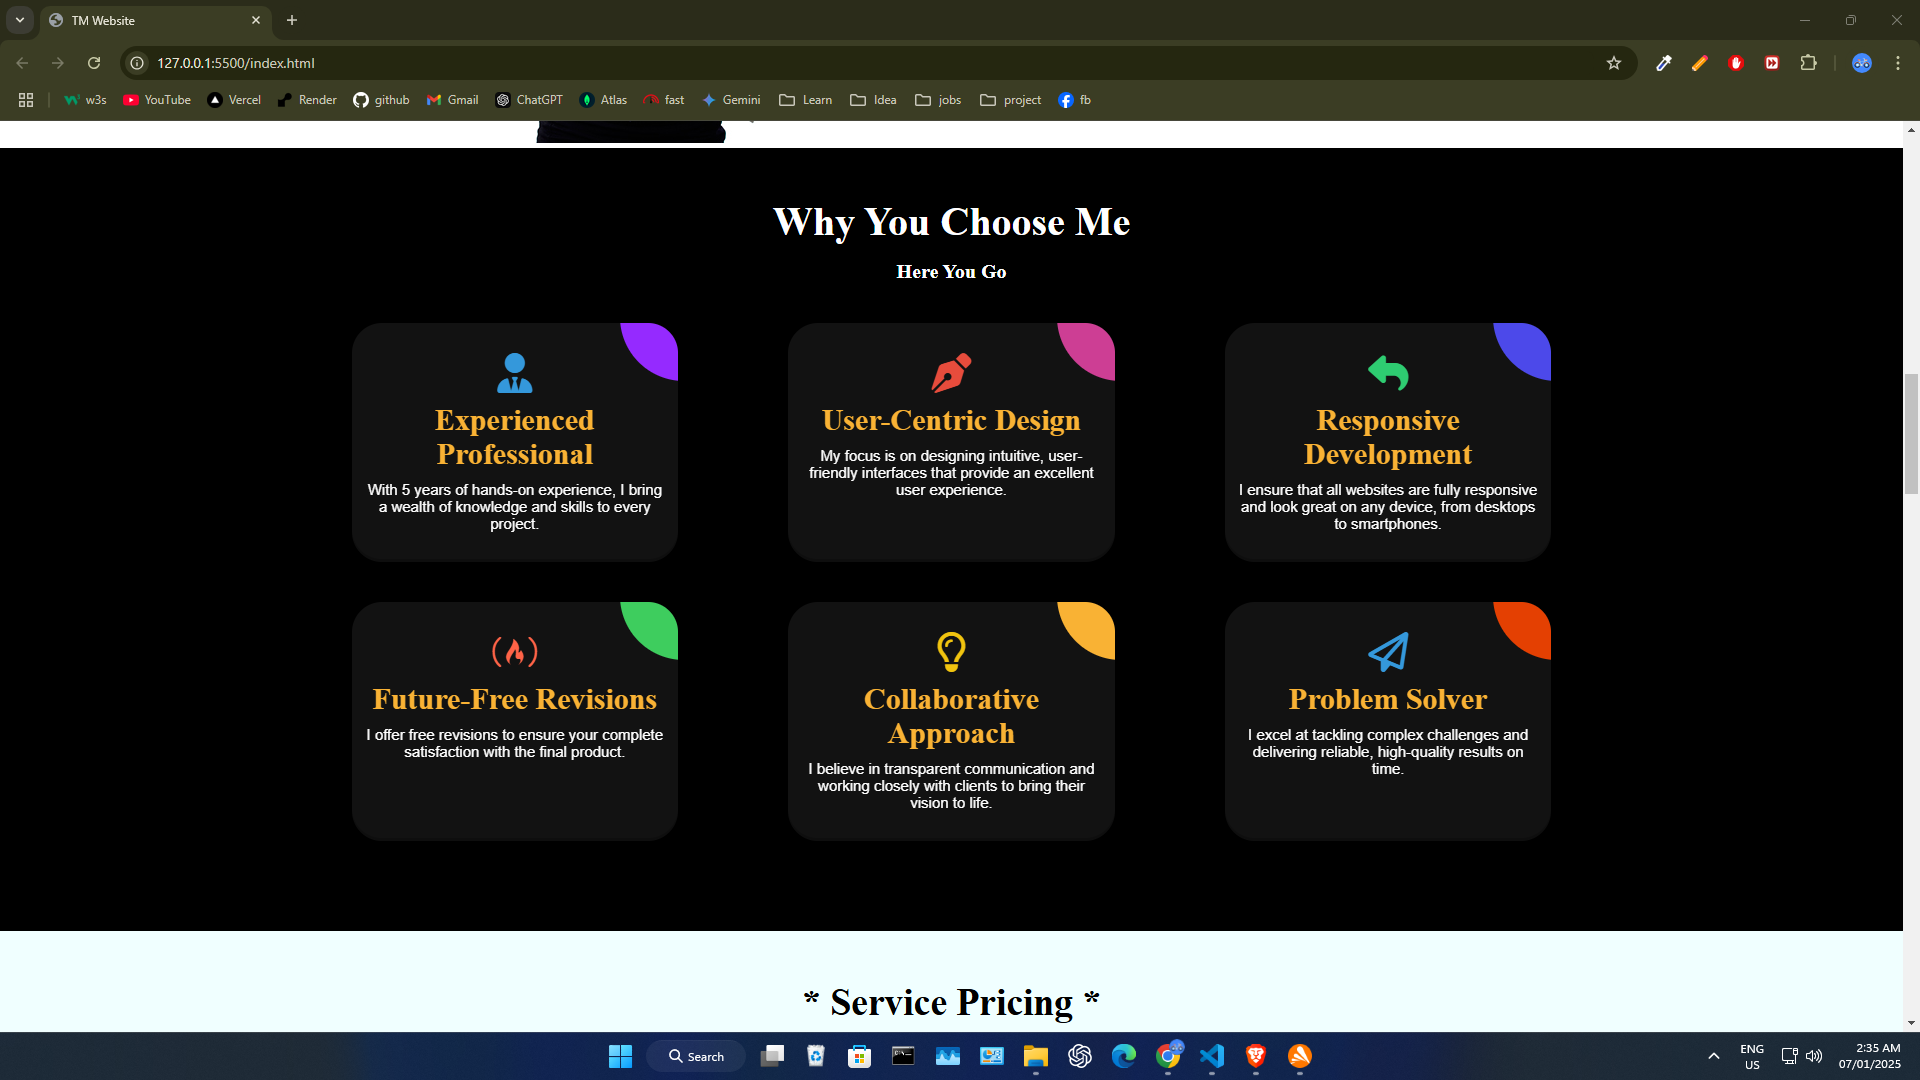 TM Website
127.0.0.1:5500/index.html
w3s YouTube Vercel Render github Gmail ChatGPT Atlas fast Gemini Learn Idea jobs project fb
Why You Choose Me
Here You Go
Experienced
Professional
With 5 years of hands-on experience, I bring
a wealth of knowledge and skills to every
project.
User-Centric Design
My focus is on designing intuitive, user-
friendly interfaces that provide an excellent
user experience.
Responsive
Development
I ensure that all websites are fully responsive
and look great on any device, from desktops
to smartphones.
Future-Free Revisions
I offer free revisions to ensure your complete
satisfaction with the final product.
Collaborative
Approach
I believe in transparent communication and
working closely with clients to bring their
vision to life.
Problem Solver
I excel at tackling complex challenges and
delivering reliable, high-quality results on
time.
* Service Pricing *
Search
ENG
US
2:35 AM
07/01/2025